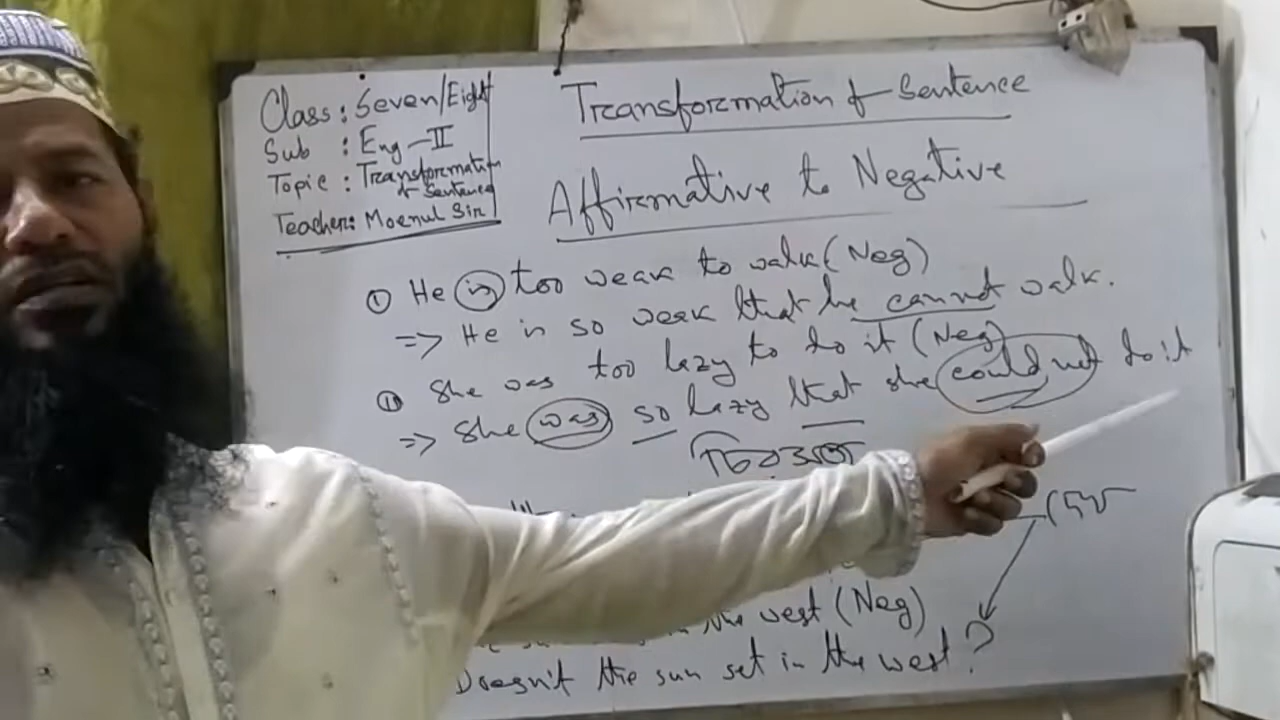 Class : Seven/Eight
Sub : Eng-II
Topic : Transformation
of Sentence
Teacher: Moenul Sir
Transformation of Sentence
Affirmative to Negative
① He is too weak to walk (Neg)
=> He is so weak that he cannot walk.
⑪ She was too lazy to do it (Neg)
=> She was so lazy that she could not do it
চিরসত্য
the west (Neg)
Doesn't the sun set in the west ?